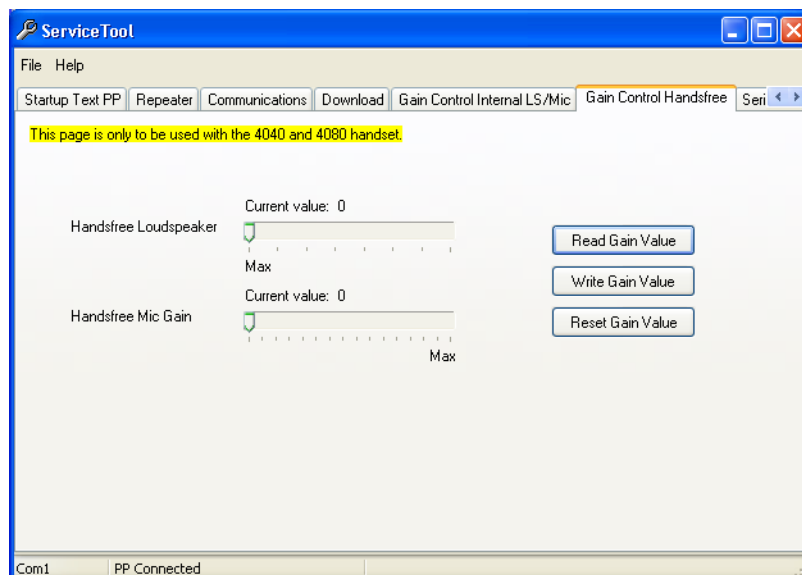 ServiceTool
File Help
Startup Text PP Repeater Communications Download Gain Control Internal LS/Mic Gain Control Handsfree Seri
This page is only to be used with the 4040 and 4080 handset.
Current value: 0
Handsfree Loudspeaker
Read Gain Value
Max
Write Gain Value
Current value: 0
Handsfree Mic Gain
Reset Gain Value
Max
Com1 PP Connected